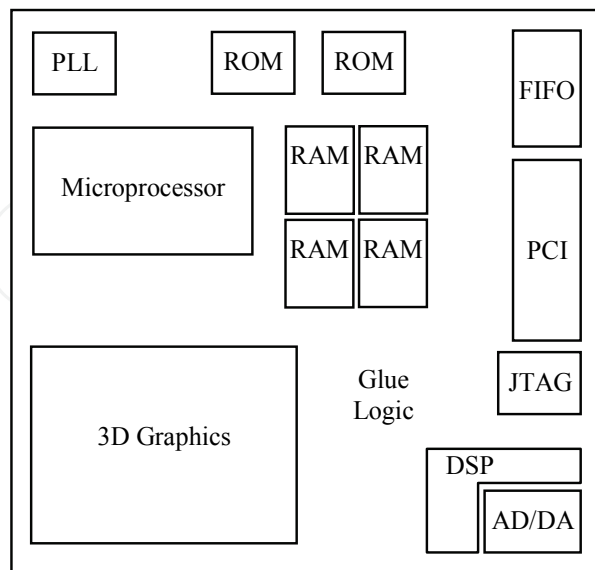 PLL
ROM
ROM
FIFO
Microprocessor
RAM
RAM
RAM
RAM
PCI
3D Graphics
Glue
Logic
JTAG
DSP
AD/DA